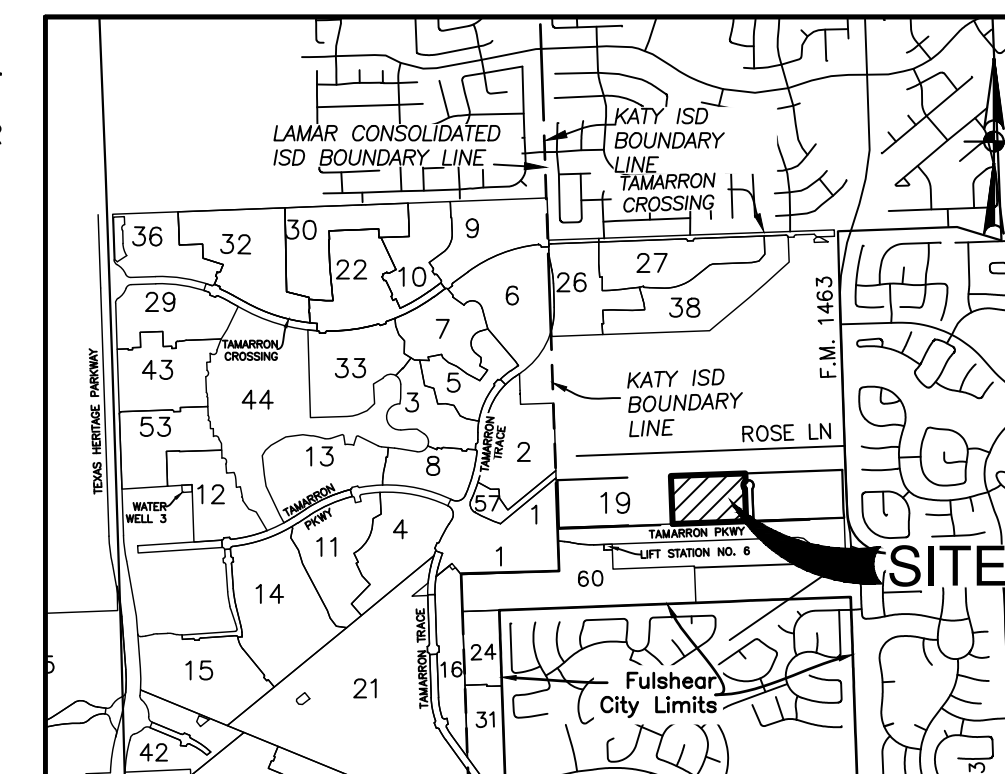 LAMAR CONSOLIDATED
ISD BOUNDARY LINE
KATY ISD
BOUNDARY
LINE
TAMARRON
CROSSING
36
32
30
22
10
9
29
TAMARRON
CROSSING
7
6
26
27
38
F.M. 1463
43
44
33
3
5
KATY ISD
BOUNDARY
LINE
TEXAS HERITAGE PARKWAY
53
13
8
TAMARRON
TRACE
2
ROSE LN
WATER
WELL 3
12
TAMARRON
PKWY
11
4
57
1
19
TAMARRON PKWY
LIFT STATION NO. 6
SITE
1
60
14
15
21
TAMARRON TRACE
16
24
31
Fulshear
City Limits
42